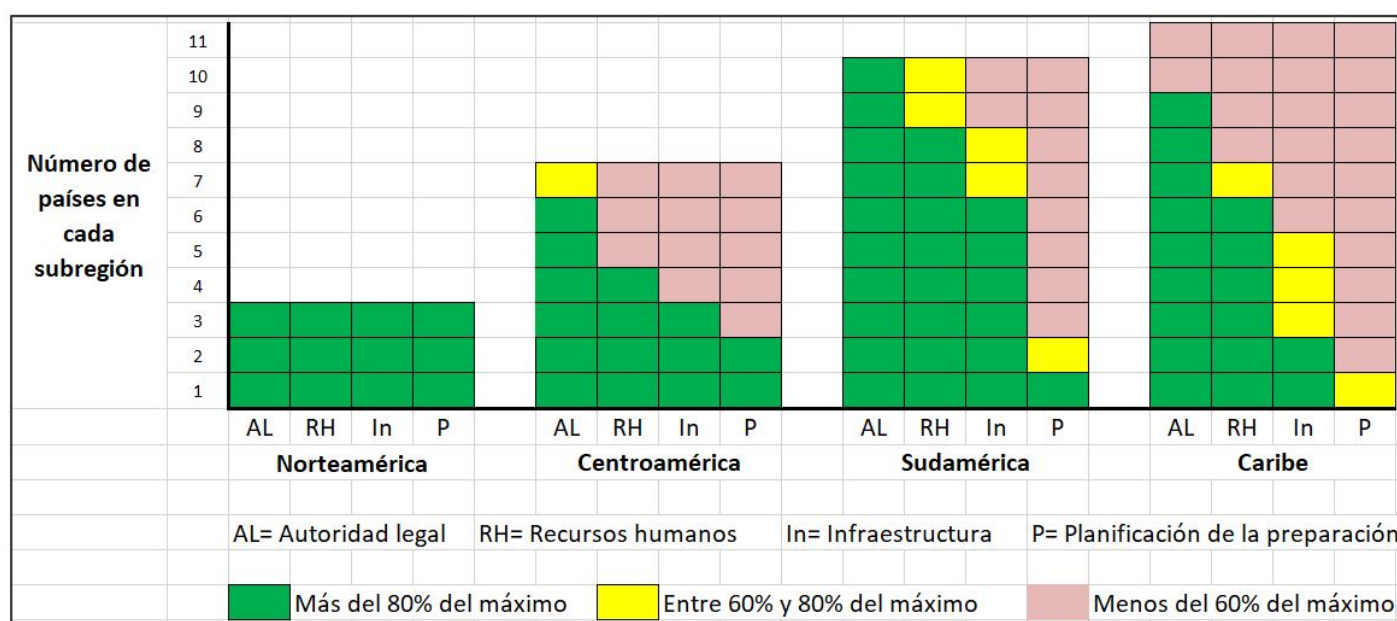 Número de
países en
cada
subregión
11
10
9
8
7
6
5
4
3
2
1
AL RH In P AL RH In P AL RH In P AL RH In P
Norteamérica Centroamérica Sudamérica Caribe
AL= Autoridad legal RH= Recursos humanos In= Infraestructura P= Planificación de la preparación
Más del 80% del máximo Entre 60% y 80% del máximo Menos del 60% del máximo